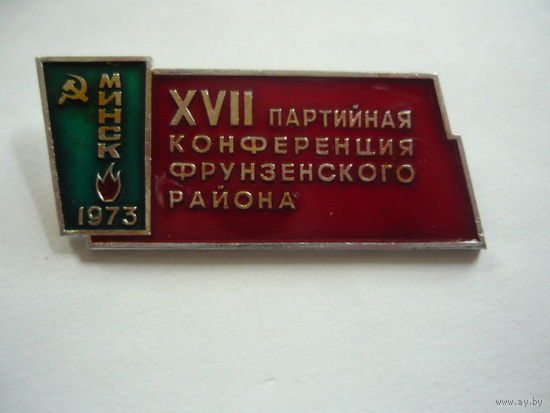 МИНСК
1973
XVII ПАРТИЙНАЯ
КОНФЕРЕНЦИЯ
ФРУНЗЕНСКОГО
РАЙОНА
www.ay.by